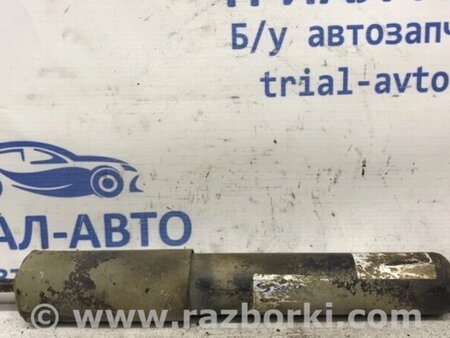 Б/у автозапч
trial-avto
АЛ-АВТО
© www.razborki.com